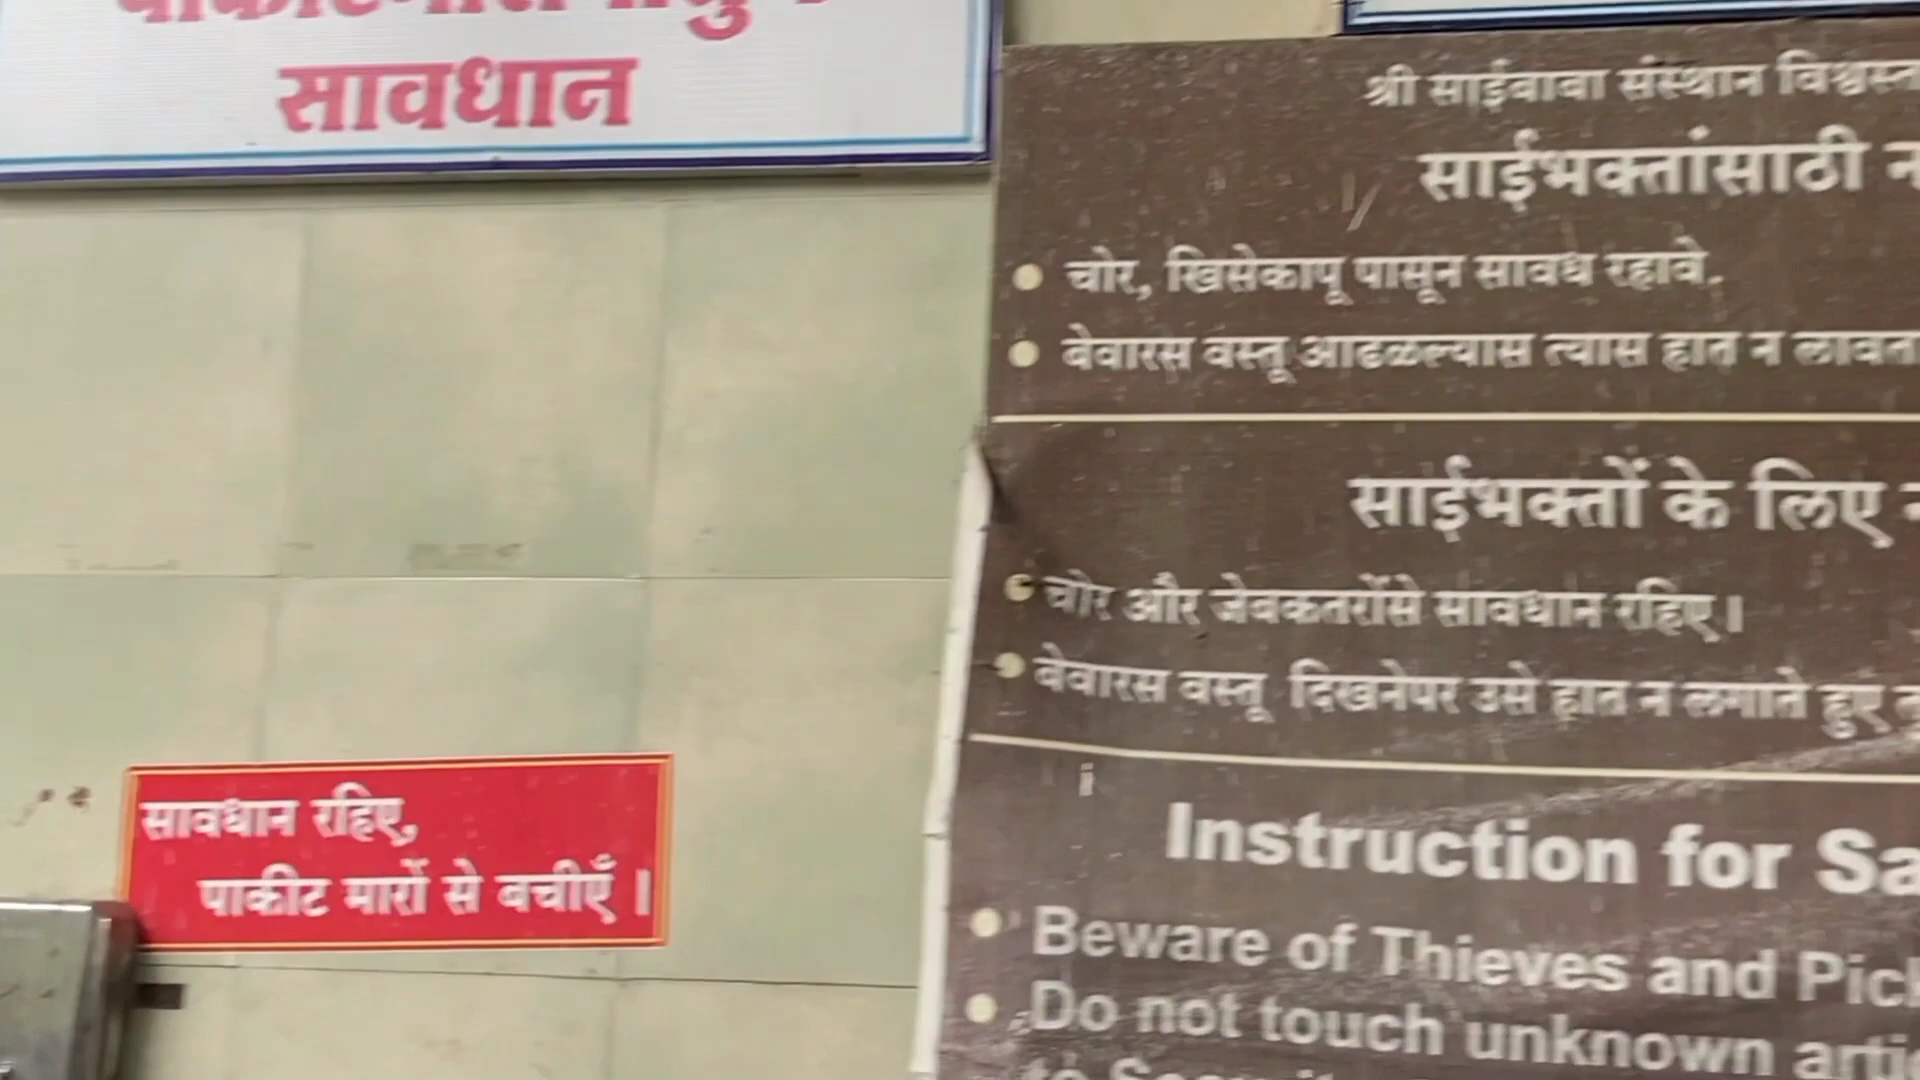 सावधान
सावधान रहिए,
पाकीट मारों से बचीएँ ।
श्री साईबाबा संस्थान
साईभक्तांसाठी
चोर, खिसेकापू पासून सावध रहावे.
बेवारस वस्तू आढळल्यास त्यास हात न
साईभक्तों के लिए
चोर और जेबकतरोंसे सावधान रहिए।
बेवारस वस्तू दिखनेपर उसे हात न लगाते हुए
Instruction for
Beware of Thieves and
Do not touch unknown
to